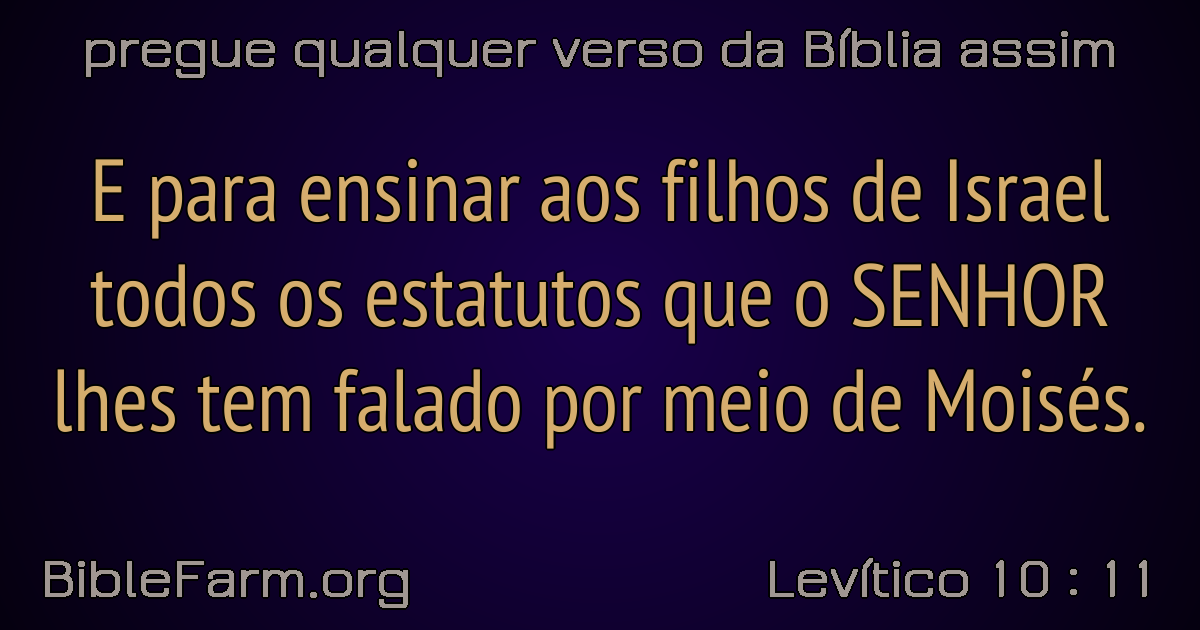 pregue qualquer verso da Bíblia assim
E para ensinar aos filhos de Israel
todos os estatutos que o SENHOR
lhes tem falado por meio de Moisés.
BibleFarm.org
Levítico 10 : 11